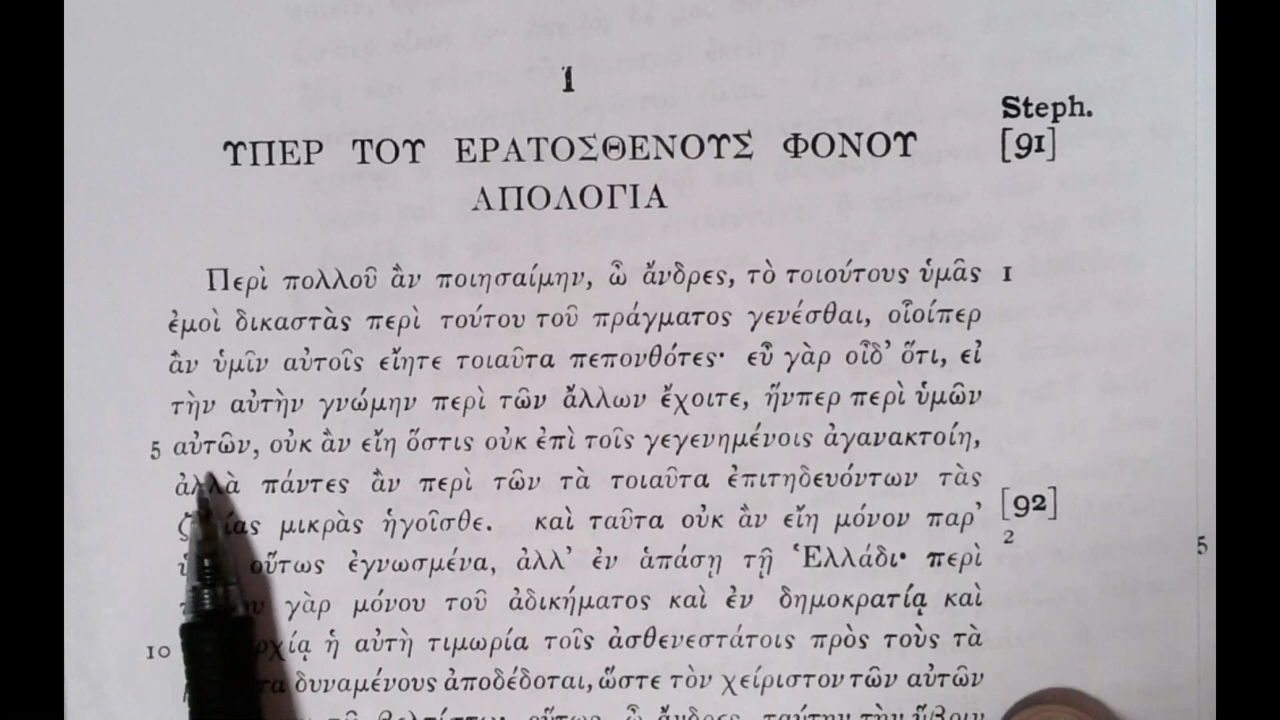 1
Steph.
ΥΠΕΡ ΤΟΥ ΕΡΑΤΟΣΘΕΝΟΥΣ ΦΟΝΟΥ [91]
ΑΠΟΛΟΓΙΑ
Περὶ πολλοῦ ἂν ποιησαίμην, ὦ ἄνδρες, τὸ τοιούτους ὑμᾶς 1
ἐμοὶ δικαστὰς περὶ τούτου τοῦ πράγματος γενέσθαι, οἷοίπερ
ἂν ὑμῖν αὐτοῖς εἴητε τοιαῦτα πεπονθότες· εὖ γὰρ οἶδ’ ὅτι, εἰ
τὴν αὐτὴν γνώμην περὶ τῶν ἄλλων ἔχοιτε, ἥνπερ περὶ ὑμῶν
5 αὐτῶν, οὐκ ἂν εἴη ὅστις οὐκ ἐπὶ τοῖς γεγενημένοις ἀγανακτοίη,
ἀλλὰ πάντες ἂν περὶ τῶν τὰ τοιαῦτα ἐπιτηδευόντων τὰς
μικρὰς ἡγοῖσθε. καὶ ταῦτα οὐκ ἂν εἴη μόνον παρ’ [92]
οὕτως ἐγνωσμένα, ἀλλ’ ἐν ἁπάσῃ τῇ Ἑλλάδι· περὶ 2
5
γὰρ μόνου τοῦ ἀδικήματος καὶ ἐν δημοκρατίᾳ καὶ
10 ἡ αὐτὴ τιμωρία τοῖς ἀσθενεστάτοις πρὸς τοὺς τὰ
δυναμένους ἀποδέδοται, ὥστε τὸν χείριστον τῶν αὐτῶν
οὕτως, ὦ ἄνδρες, ταύτην τὴν ὕβριν